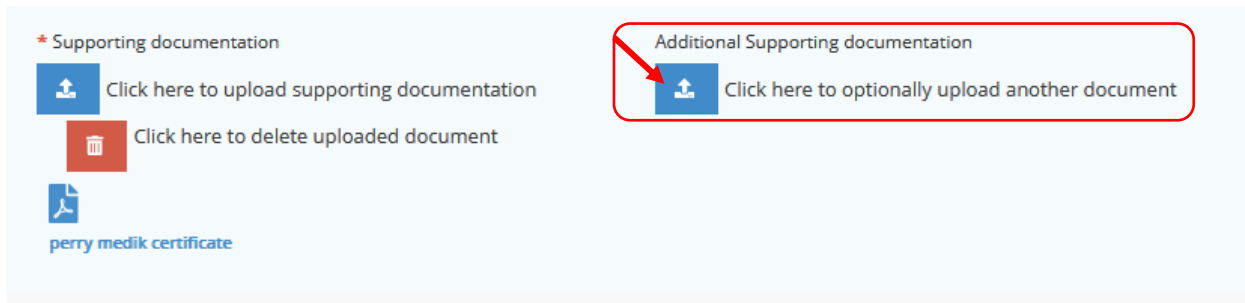 * Supporting documentation
Click here to upload supporting documentation
Click here to delete uploaded document
perry medik certificate
Additional Supporting documentation
Click here to optionally upload another document